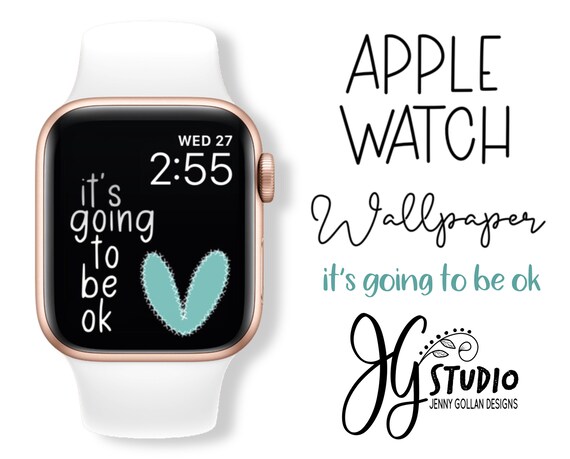 WED 27
2:55
it's
going
to
be
ok
APPLE
WATCH
Wallpaper
it's going to be ok
JG STUDIO
JENNY GOLLAN DESIGNS